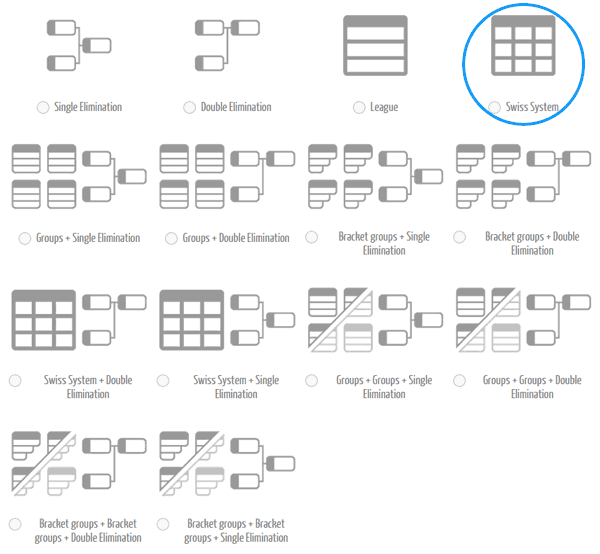 Single Elimination
Double Elimination
League
Swiss System
Groups + Single Elimination
Groups + Double Elimination
Bracket groups + Single
Elimination
Bracket groups + Double
Elimination
Swiss System + Double
Elimination
Swiss System + Single
Elimination
Groups + Groups + Single
Elimination
Groups + Groups + Double
Elimination
Bracket groups + Bracket
groups + Double Elimination
Bracket groups + Bracket
groups + Single Elimination